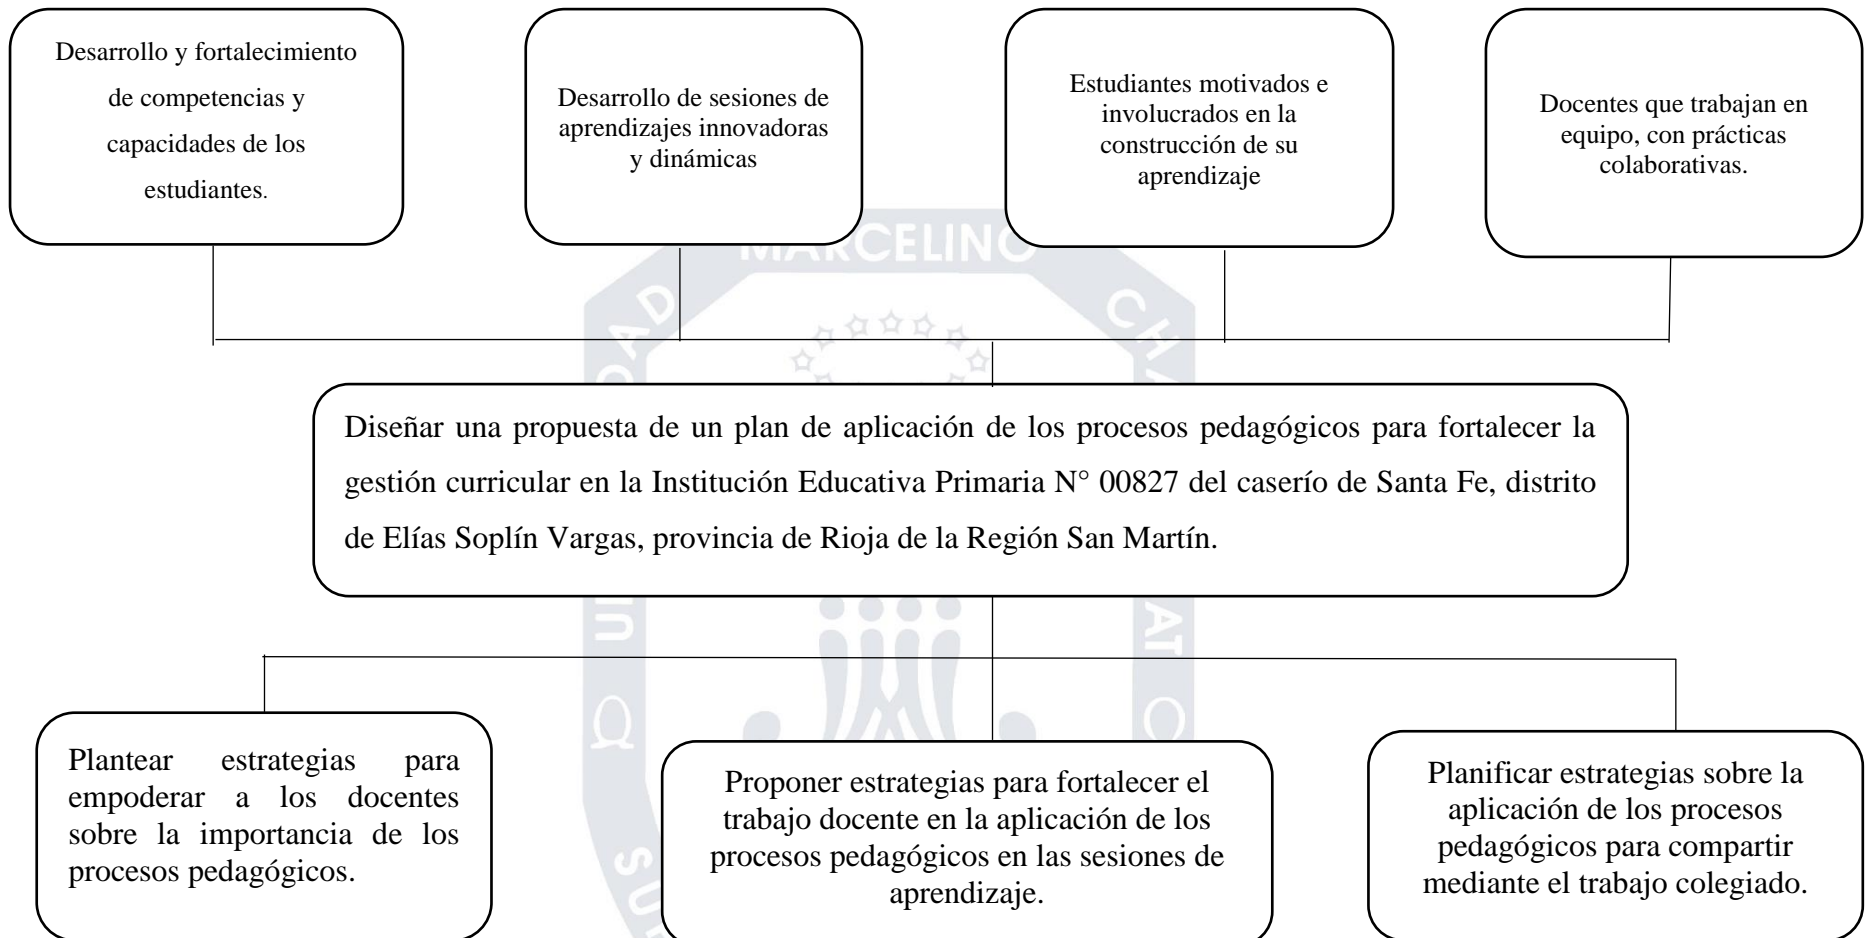 Desarrollo y fortalecimiento
de competencias y
capacidades de los
estudiantes.
Desarrollo de sesiones de
aprendizajes innovadoras
y dinámicas
Estudiantes motivados e
involucrados en la
construcción de su
aprendizaje
Docentes que trabajan en
equipo, con prácticas
colaborativas.
MARCELINO
Diseñar una propuesta de un plan de aplicación de los procesos pedagógicos para fortalecer la
gestión curricular en la Institución Educativa Primaria N° 00827 del caserío de Santa Fe, distrito
de Elías Soplín Vargas, provincia de Rioja de la Región San Martín.
Plantear estrategias para
empoderar a los docentes
sobre la importancia de los
procesos pedagógicos.
Proponer estrategias para fortalecer el
trabajo docente en la aplicación de los
procesos pedagógicos en las sesiones de
aprendizaje.
Planificar estrategias sobre la
aplicación de los procesos
pedagógicos para compartir
mediante el trabajo colegiado.